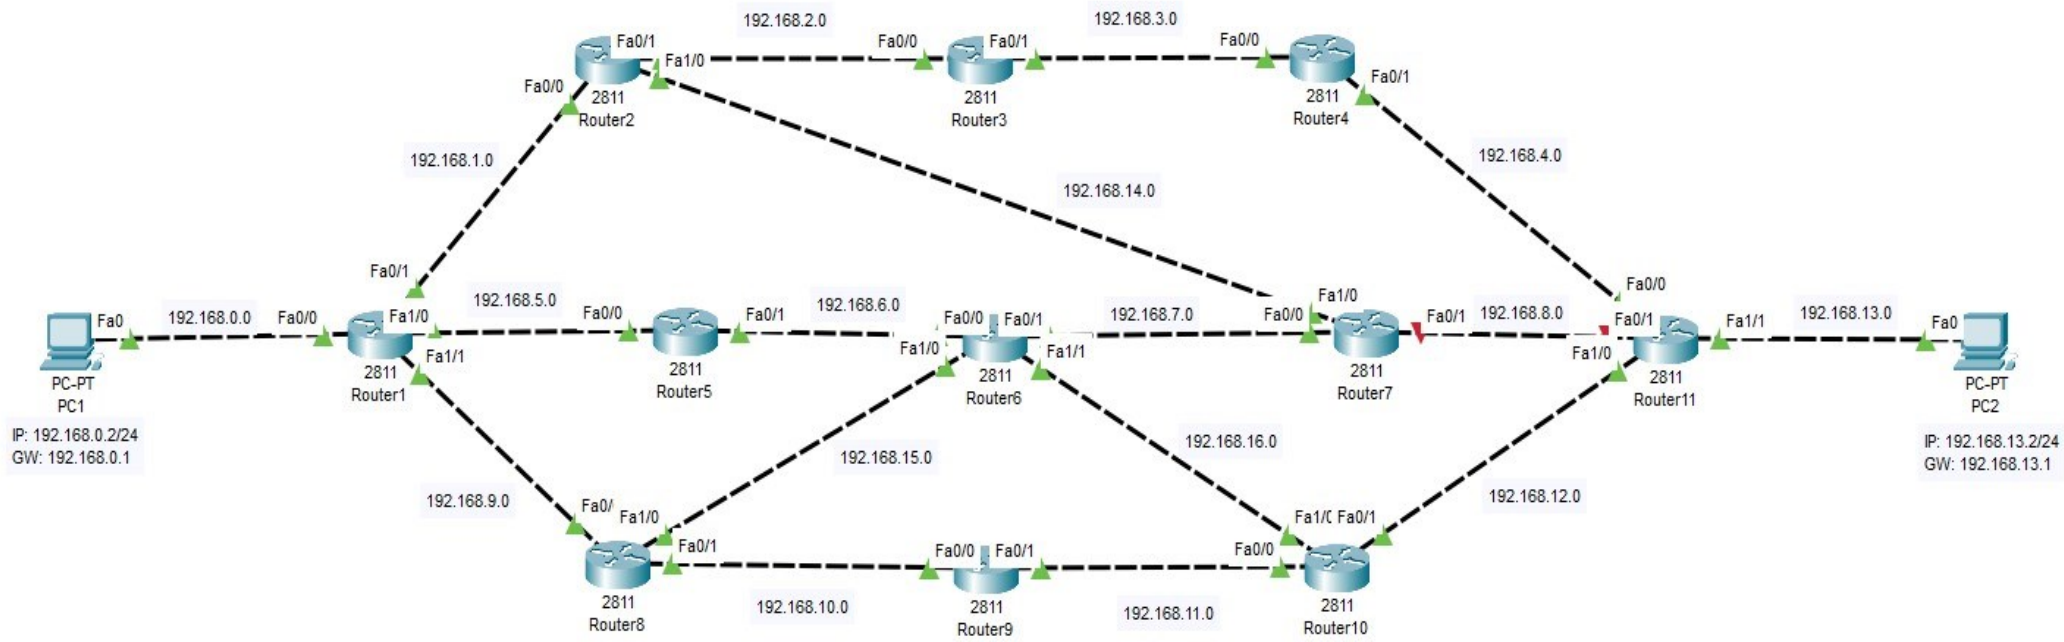 192.168.2.0
192.168.3.0
Fa0/1
Fa0/0
Fa0/1
Fa0/0
Fa1/0
Fa0/0
Fa0/1
2811
Router2
2811
Router3
2811
Router4
192.168.1.0
192.168.4.0
192.168.14.0
Fa0/1
Fa0/0
192.168.0.0
192.168.5.0
192.168.6.0
192.168.7.0
192.168.8.0
192.168.13.0
Fa0
Fa0/0
Fa1/0
Fa1/1
Fa0/0
Fa0/1
Fa0/0
Fa0/1
Fa1/0
Fa1/1
Fa0/0
Fa1/0
Fa0/1
Fa0/1
Fa1/0
Fa1/1
Fa0
PC-PT
PC1
2811
Router1
2811
Router5
2811
Router6
2811
Router7
2811
Router11
PC-PT
PC2
IP: 192.168.0.2/24
GW: 192.168.0.1
IP: 192.168.13.2/24
GW: 192.168.13.1
192.168.9.0
192.168.15.0
192.168.16.0
192.168.12.0
Fa0/
Fa1/0
Fa0/1
Fa0/0
Fa0/1
Fa0/0
Fa1/
Fa0/1
2811
Router8
192.168.10.0
2811
Router9
192.168.11.0
2811
Router10